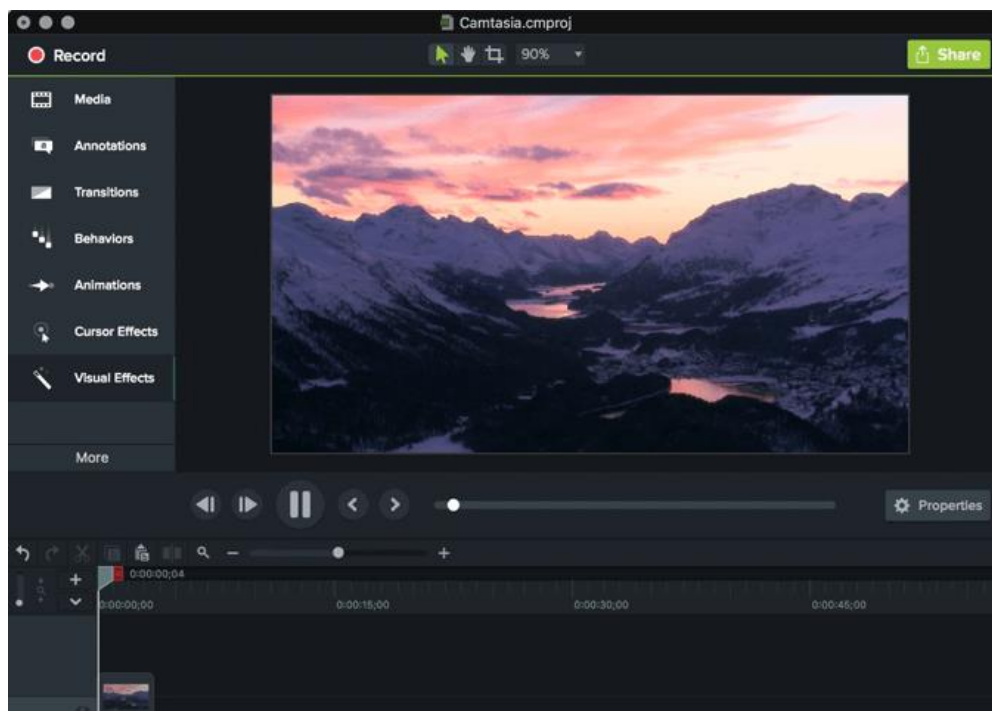 Camtasia.cmproj
Record
90%
Share
Media
Annotations
Transitions
Behaviors
Animations
Cursor Effects
Visual Effects
More
Properties
0:00:00;04
0:00:00;00
0:00:15;00
0:00:30;00
0:00:45;00